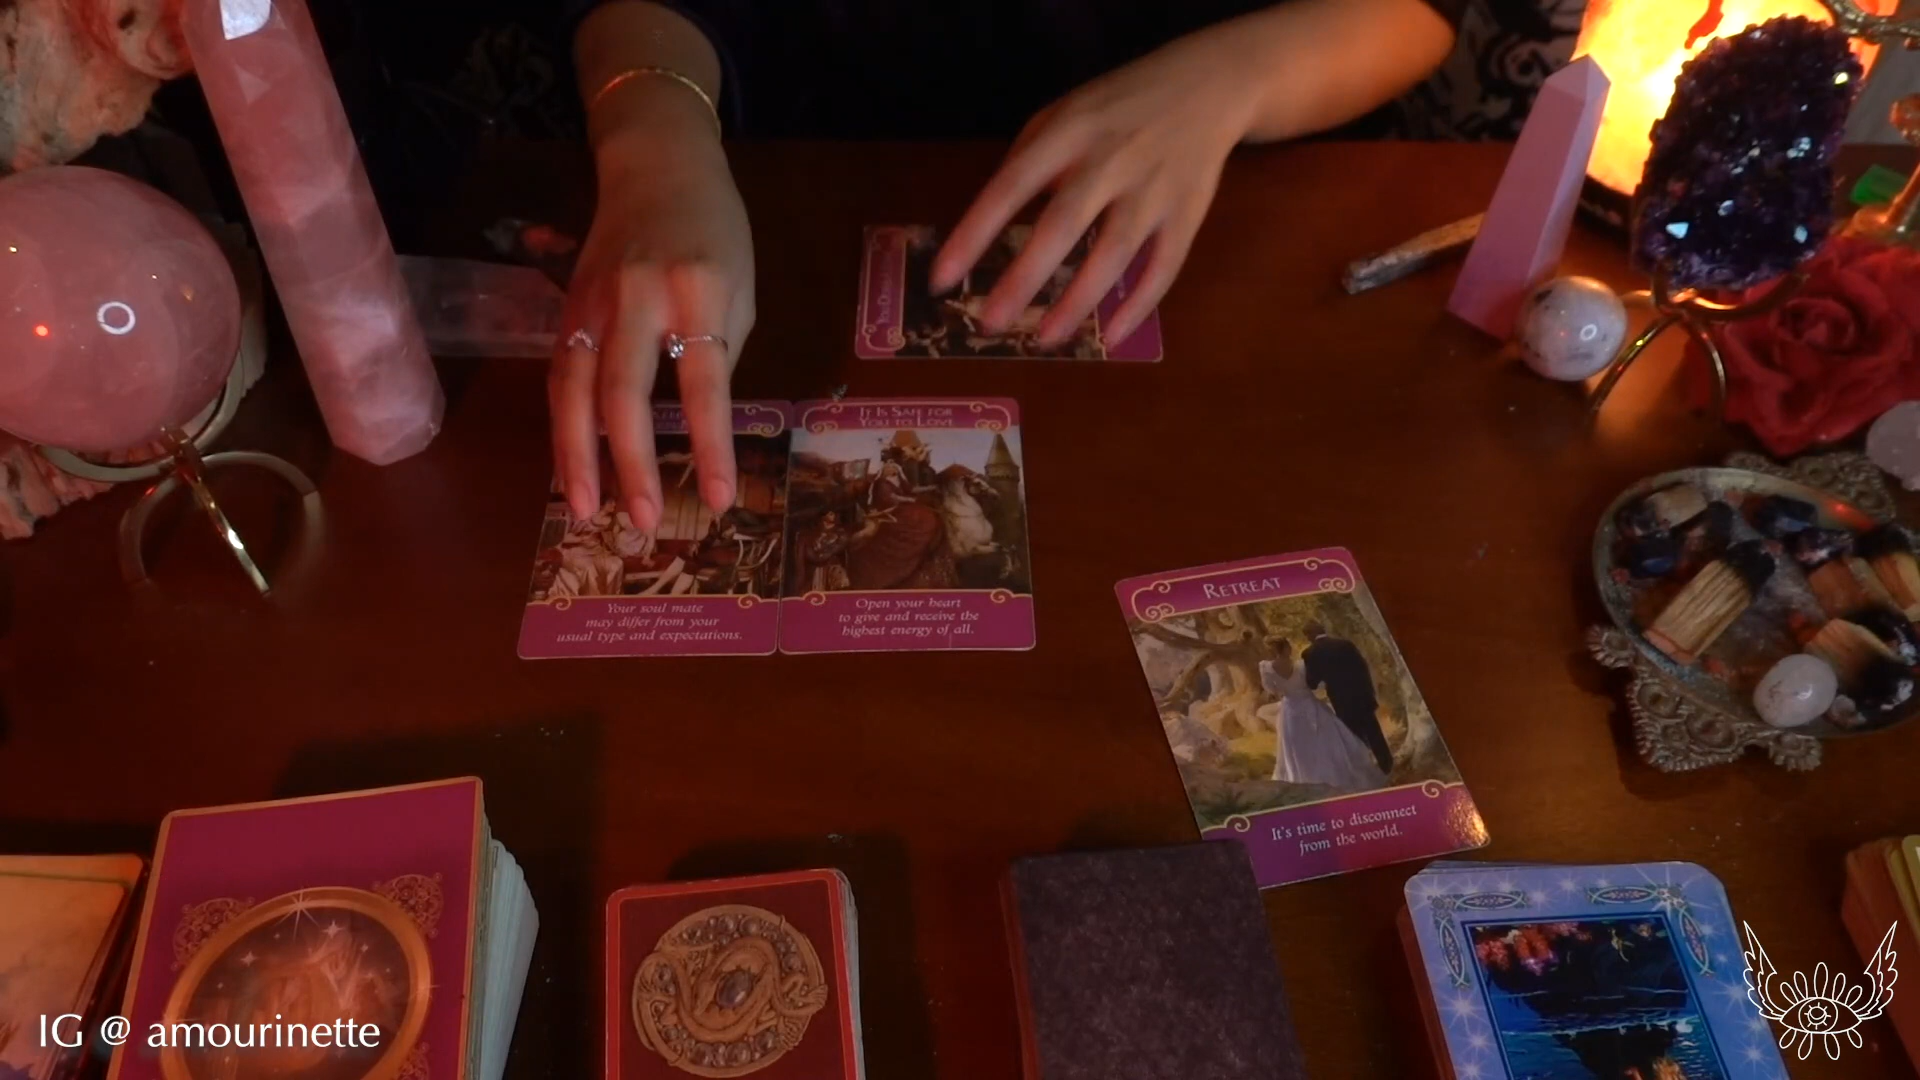 It Is Safe for
You to Love
Your soul mate
may differ from your
usual type and expectations.
Open your heart
to give and receive the
highest energy of all.
Retreat
It's time to disconnect
from the world.
IG @ amourinette